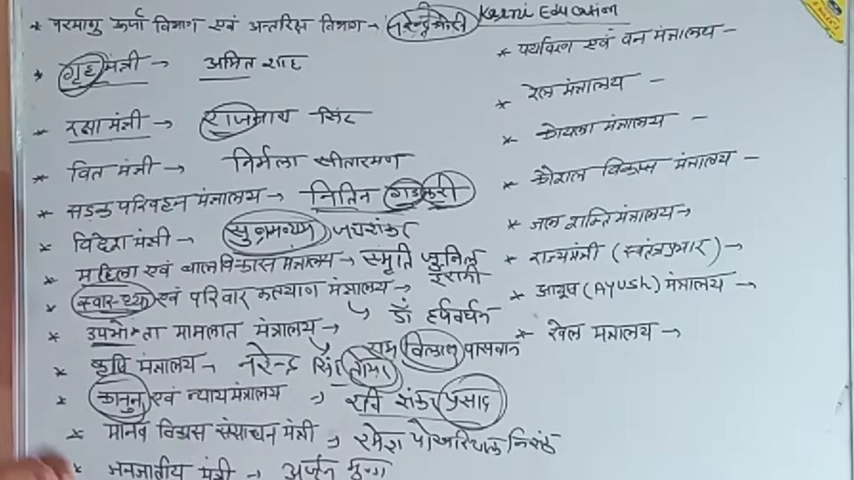 Karni Education
* परमाणु ऊर्जा विभाग एवं अन्तरिक्ष विभाग → नरेन्द्र मोदी
* गृह मंत्री → अमित शाह
* रक्षा मंत्री → राजनाथ सिंह
* वित मंत्री → निर्मला सीतारमण
* सड़क परिवहन मंत्रालय → नितिन गडकरी
* विदेश मंत्री → सुब्रमण्यम जयशंकर
* महिला एवं बाल विकास मंत्रालय → स्मृति जुबिन ईरानी
* स्वास्थ्य एवं परिवार कल्याण मंत्रालय → डॉ हर्षवर्धन
* उपभोक्ता मामलात मंत्रालय → राम विलास पासवान
* कृषि मंत्रालय → नरेन्द्र सिंह तोमर
* कानुन एवं न्याय मंत्रालय → रवि शंकर प्रसाद
* मानव विकास संसाधन मंत्री → रमेश पोखरियाल निशंक
* जनजातीय मंत्री → अर्जुन मुण्डा
* पर्यावरण एवं वन मंत्रालय -
* रेल मंत्रालय -
* कोयला मंत्रालय -
* कौशल विकास मंत्रालय -
* जल शक्ति मंत्रालय →
* राज्यमंत्री (स्वतंत्र प्रभार) →
* आयुष (AYUSH) मंत्रालय -
* खेल मंत्रालय →